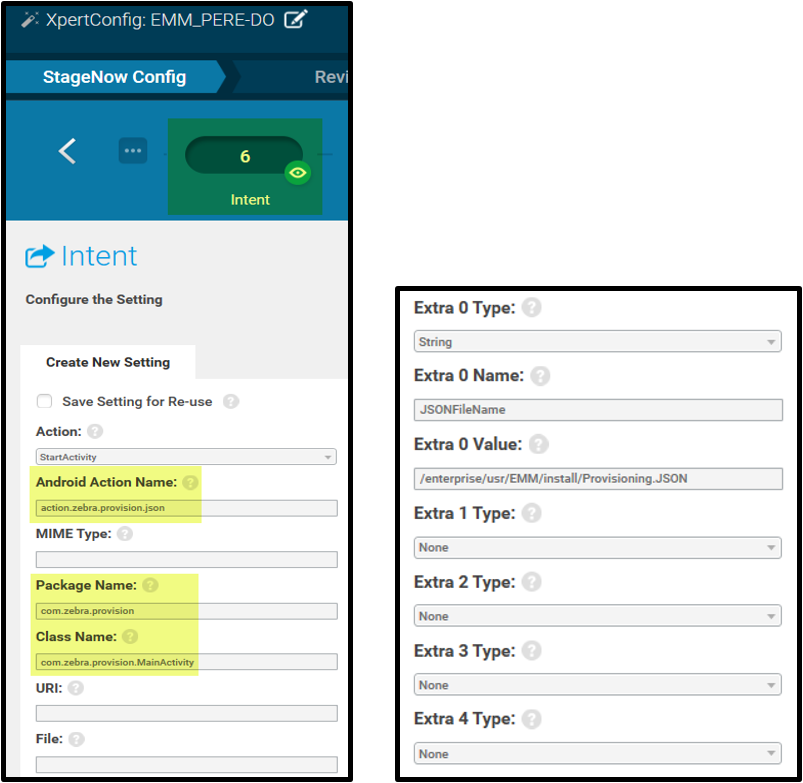 XpertConfig: EMM_PERE-DO
StageNow Config
Revi
6
Intent
Intent
Configure the Setting
Create New Setting
Save Setting for Re-use ?
Action: ?
StartActivity
Android Action Name: ?
action.zebra.provision.json
MIME Type: ?
Package Name: ?
com.zebra.provision
Class Name: ?
com.zebra.provision.MainActivity
URI: ?
File: ?
Extra 0 Type: ?
String
Extra 0 Name: ?
JSONFileName
Extra 0 Value: ?
/enterprise/usr/EMM/install/Provisioning.JSON
Extra 1 Type: ?
None
Extra 2 Type: ?
None
Extra 3 Type: ?
None
Extra 4 Type: ?
None